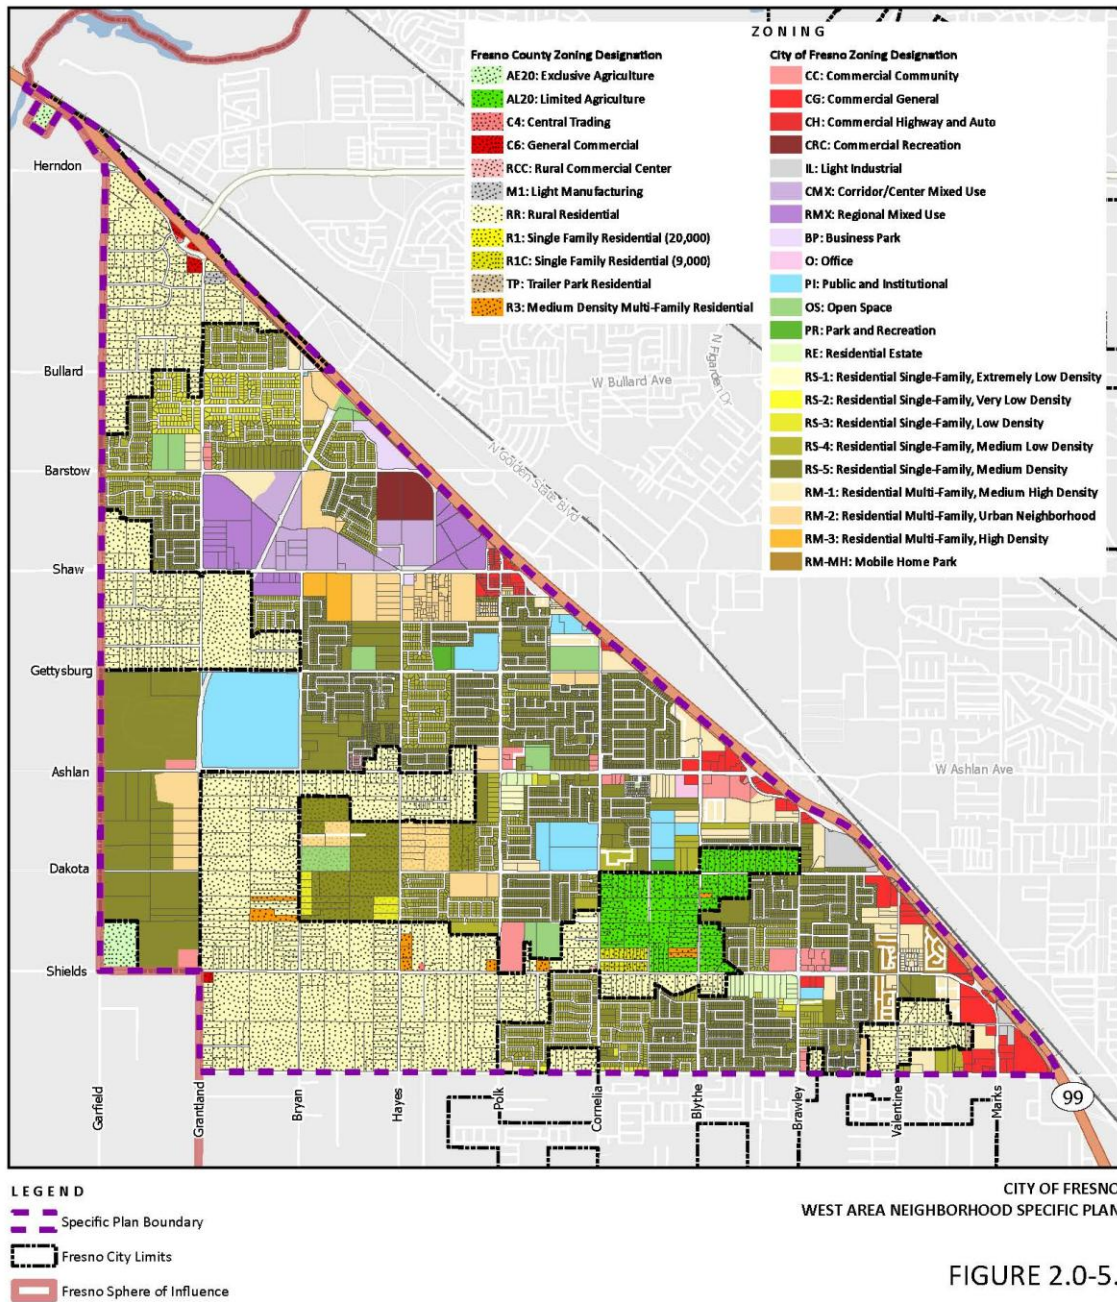 ZONING
Fresno County Zoning Designation
AE20: Exclusive Agriculture
AL20: Limited Agriculture
C4: Central Trading
C6: General Commercial
RCC: Rural Commercial Center
M1: Light Manufacturing
RR: Rural Residential
R1: Single Family Residential (20,000)
R1C: Single Family Residential (9,000)
TP: Trailer Park Residential
R3: Medium Density Multi-Family Residential
City of Fresno Zoning Designation
CC: Commercial Community
CG: Commercial General
CH: Commercial Highway and Auto
CRC: Commercial Recreation
IL: Light Industrial
CMX: Corridor/Center Mixed Use
RMX: Regional Mixed Use
BP: Business Park
O: Office
PI: Public and Institutional
OS: Open Space
PR: Park and Recreation
RE: Residential Estate
RS-1: Residential Single-Family, Extremely Low Density
RS-2: Residential Single-Family, Very Low Density
RS-3: Residential Single-Family, Low Density
RS-4: Residential Single-Family, Medium Low Density
RS-5: Residential Single-Family, Medium Density
RM-1: Residential Multi-Family, Medium High Density
RM-2: Residential Multi-Family, Urban Neighborhood
RM-3: Residential Multi-Family, High Density
RM-MH: Mobile Home Park
Herndon
Bullard
Barstow
Shaw
Gettysburg
Ashlan
Dakota
Shields
W Bullard Ave
N Figarden Dr
N Golden State Blvd
W Ashlan Ave
Garfield
Grantland
Bryan
Hayes
Polk
Cornelia
Blythe
Brawley
Valentine
Marks
99
LEGEND
Specific Plan Boundary
Fresno City Limits
Fresno Sphere of Influence
CITY OF FRESNO
WEST AREA NEIGHBORHOOD SPECIFIC PLAN
FIGURE 2.0-5.